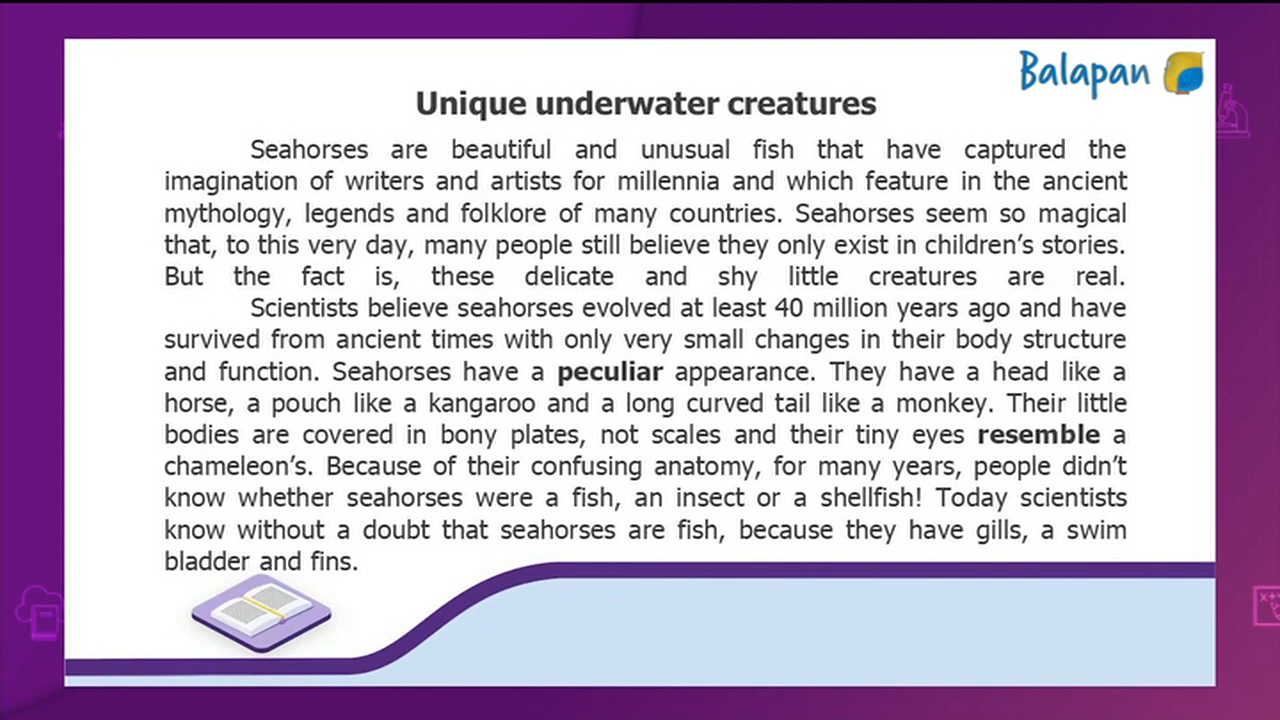 Balapan
Unique underwater creatures
Seahorses are beautiful and unusual fish that have captured the
imagination of writers and artists for millennia and which feature in the ancient
mythology, legends and folklore of many countries. Seahorses seem so magical
that, to this very day, many people still believe they only exist in children’s stories.
But the fact is, these delicate and shy little creatures are real.
Scientists believe seahorses evolved at least 40 million years ago and have
survived from ancient times with only very small changes in their body structure
and function. Seahorses have a peculiar appearance. They have a head like a
horse, a pouch like a kangaroo and a long curved tail like a monkey. Their little
bodies are covered in bony plates, not scales and their tiny eyes resemble a
chameleon’s. Because of their confusing anatomy, for many years, people didn’t
know whether seahorses were a fish, an insect or a shellfish! Today scientists
know without a doubt that seahorses are fish, because they have gills, a swim
bladder and fins.